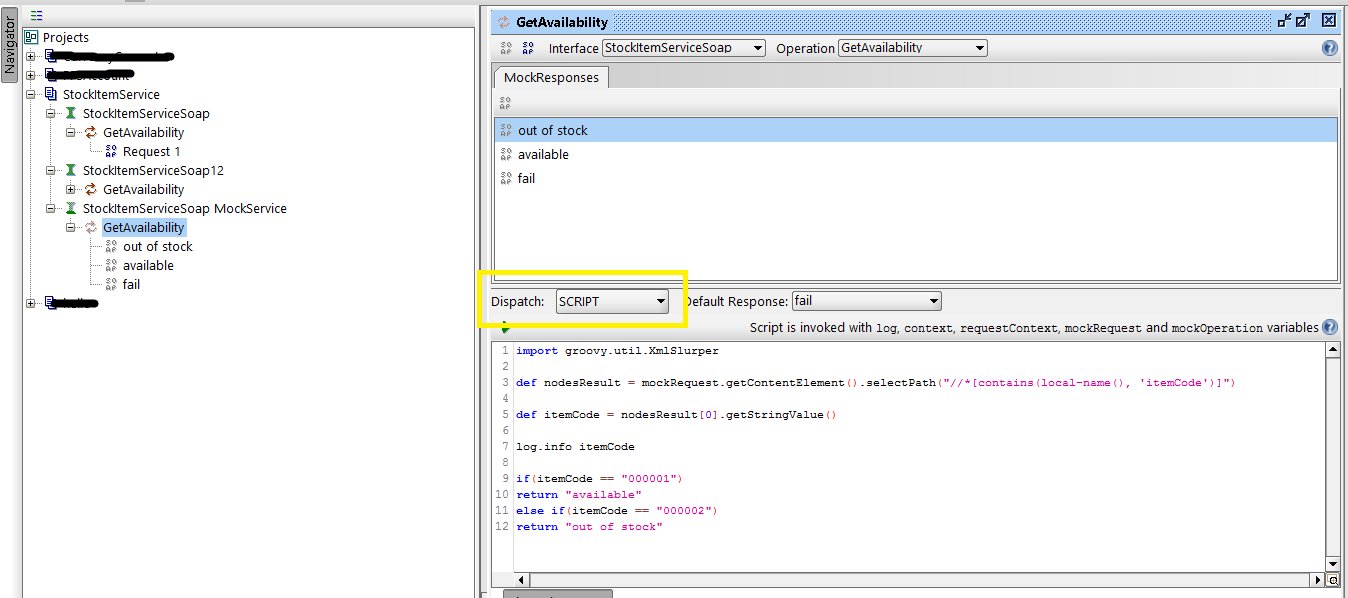 Navigator
Projects
StockItemService
StockItemServiceSoap
GetAvailability
Request 1
StockItemServiceSoap12
GetAvailability
StockItemServiceSoap MockService
GetAvailability
out of stock
available
fail
GetAvailability
Interface StockItemServiceSoap Operation GetAvailability
MockResponses
out of stock
available
fail
Dispatch: SCRIPT Default Response: fail
Script is invoked with log, context, requestContext, mockRequest and mockOperation variables
1 import groovy.util.XmlSlurper
2
3 def nodesResult = mockRequest.getContentElement().selectPath("//*[contains(local-name(), 'itemCode')]")
4
5 def itemCode = nodesResult[0].getStringValue()
6
7 log.info itemCode
8
9 if(itemCode == "000001")
10 return "available"
11 else if(itemCode == "000002")
12 return "out of stock"